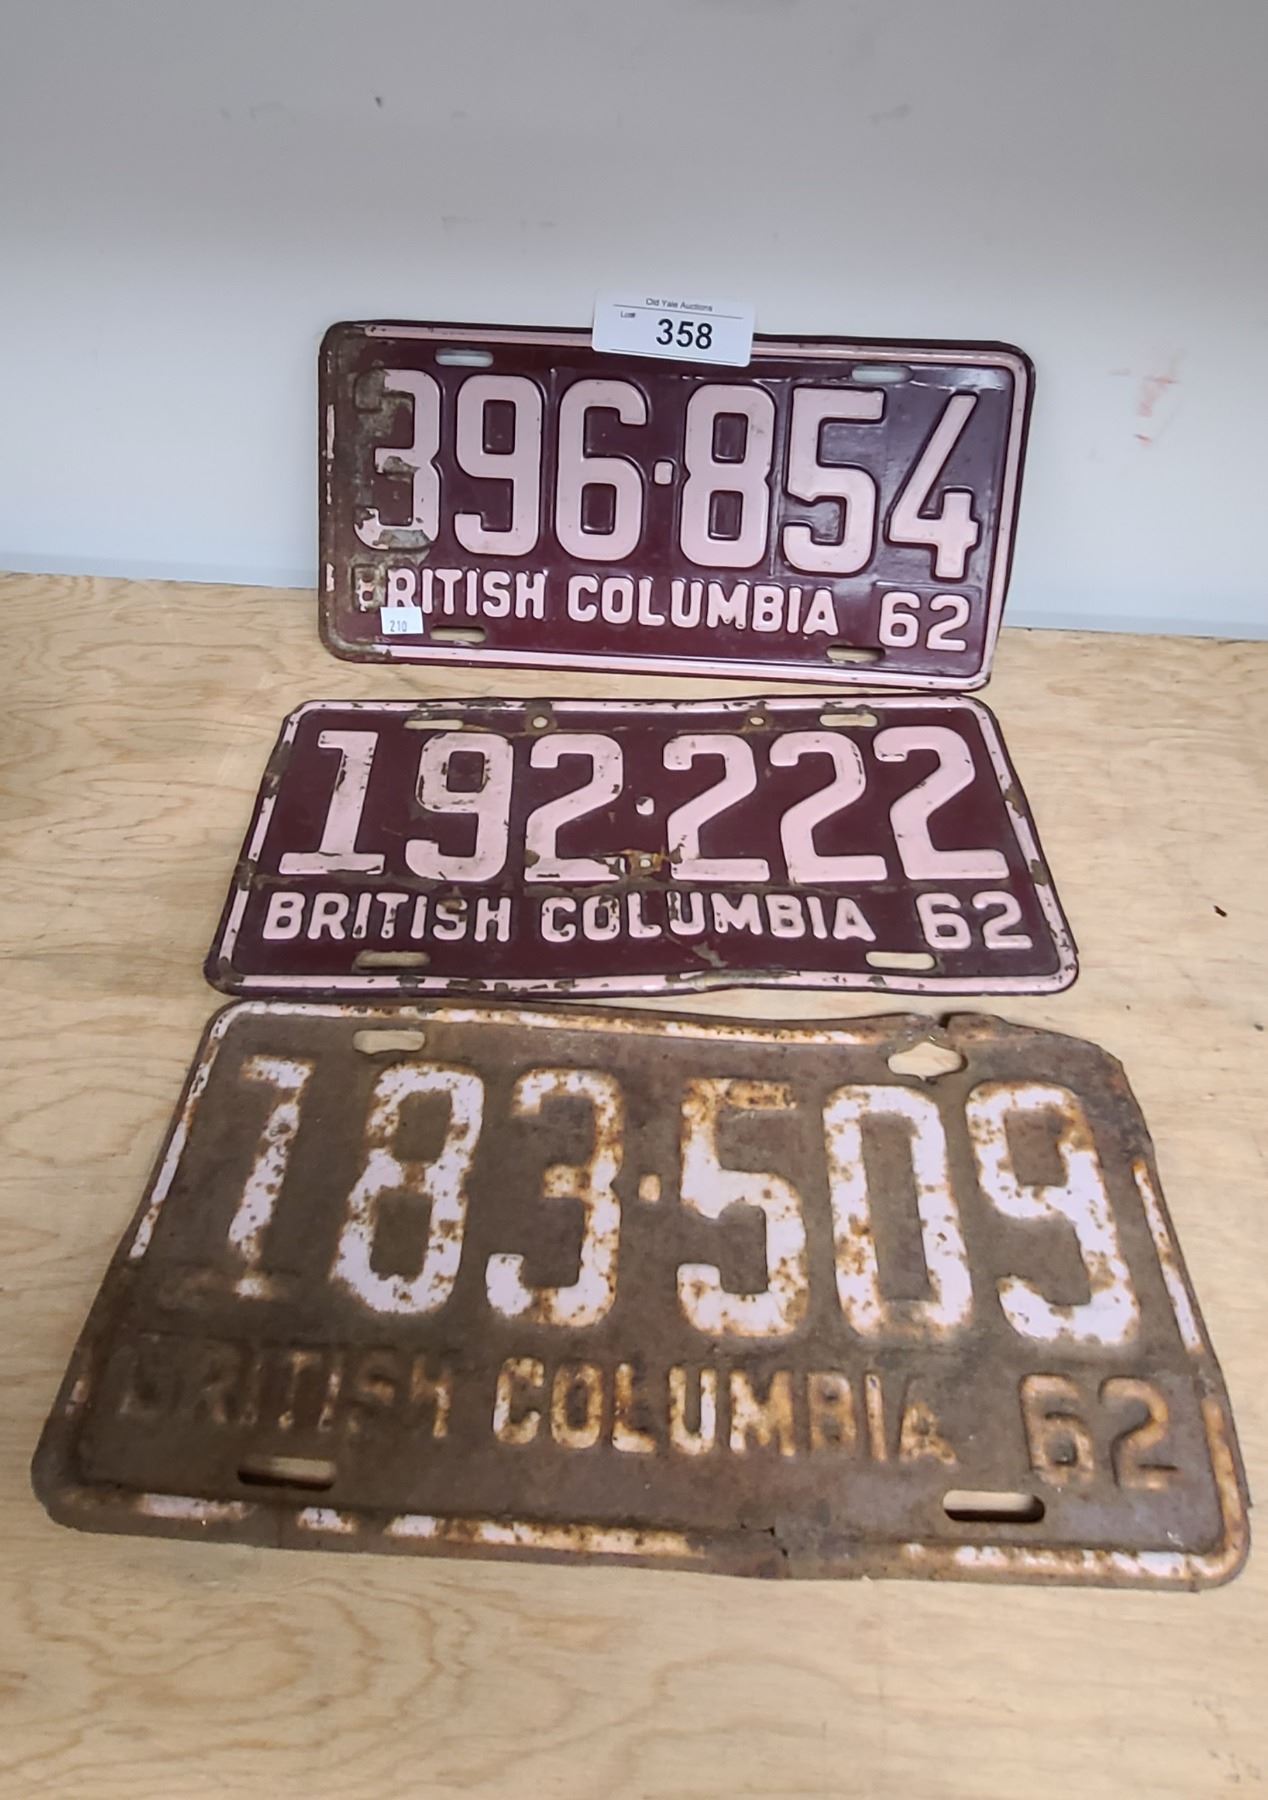 Old Yale Auctions
Lot# 358
396·854
BRITISH COLUMBIA 62
210
192·222
BRITISH COLUMBIA 62
183·509
BRITISH COLUMBIA 62